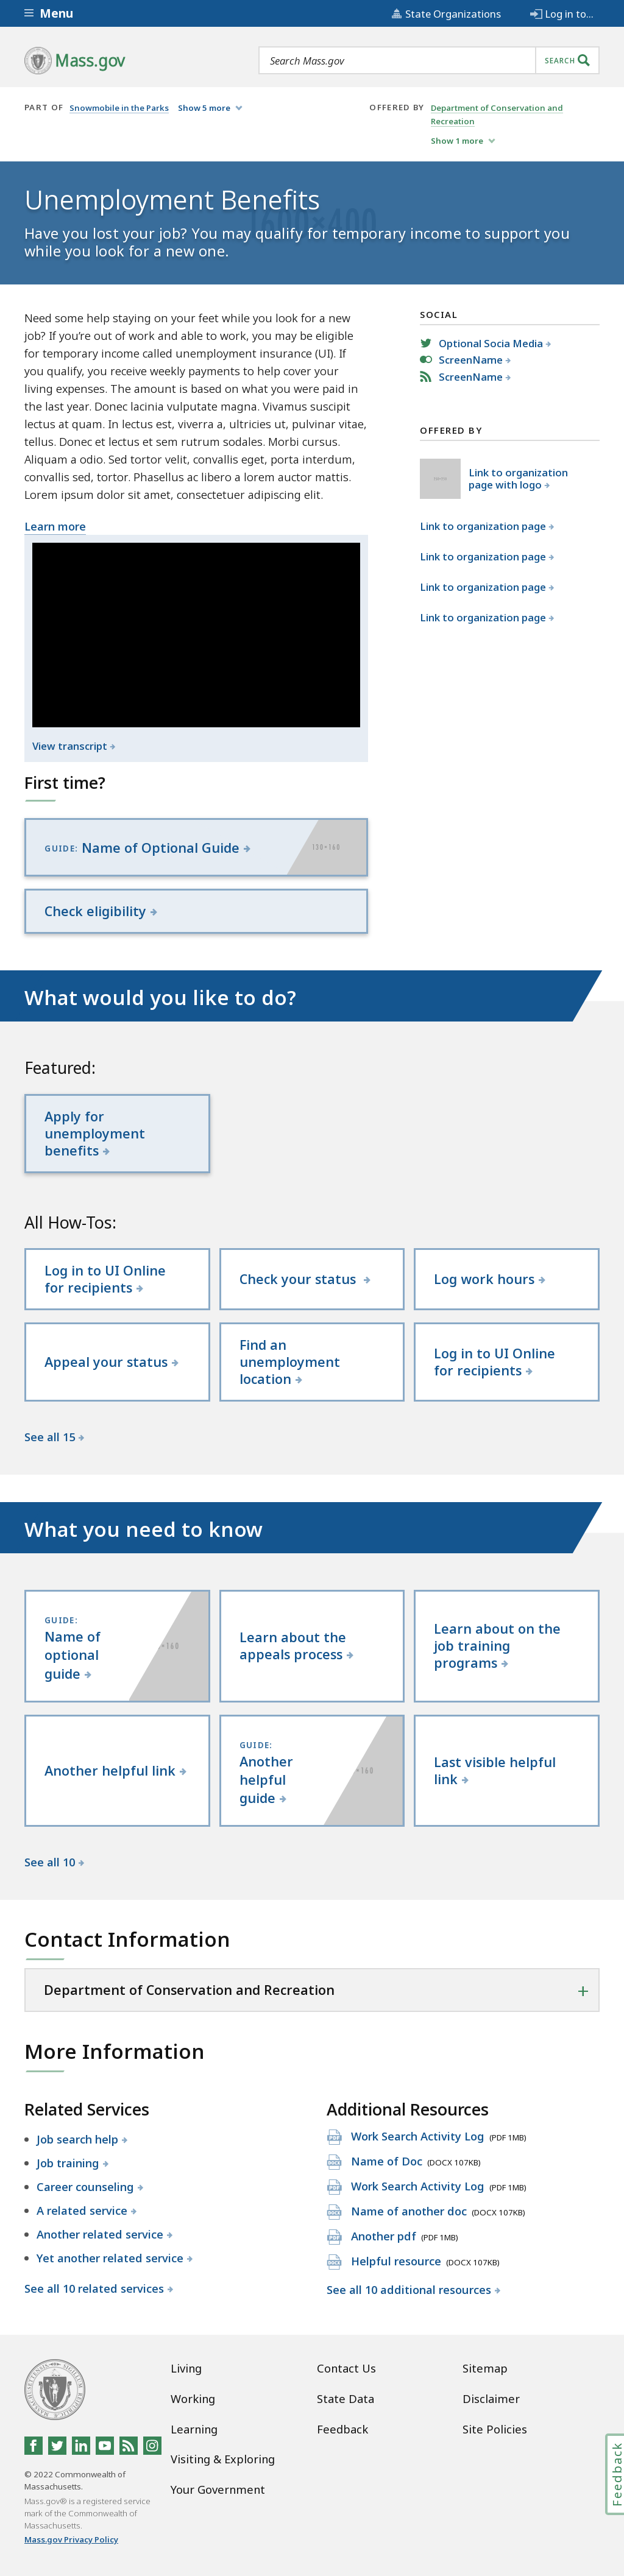 Menu
State Organizations
Log in to...
Mass.gov
Search Mass.gov
SEARCH
PART OF
Snowmobile in the Parks
Show 5 more
OFFERED BY
Department of Conservation and
Recreation
Show 1 more
1600×400
Unemployment Benefits
Have you lost your job? You may qualify for temporary income to support you
while you look for a new one.
Need some help staying on your feet while you look for a new
job? If you're out of work and able to work, you may be eligible
for temporary income called unemployment insurance (UI). If
you qualify, you receive weekly payments to help cover your
living expenses. The amount is based on what you were paid in
the last year. Donec lacinia vulputate magna. Vivamus suscipit
lectus at quam. In lectus est, viverra a, ultricies ut, pulvinar vitae,
tellus. Donec et lectus et sem rutrum sodales. Morbi cursus.
Aliquam a odio. Sed tortor velit, convallis eget, porta interdum,
convallis sed, tortor. Phasellus ac libero a lorem auctor mattis.
Lorem ipsum dolor sit amet, consectetuer adipiscing elit.
Learn more
View transcript
SOCIAL
Optional Socia Media
ScreenName
ScreenName
OFFERED BY
Link to organization
page with logo
Link to organization page
Link to organization page
Link to organization page
Link to organization page
First time?
GUIDE: Name of Optional Guide
130×160
Check eligibility
What would you like to do?
Featured:
Apply for
unemployment
benefits
All How-Tos:
Log in to UI Online
for recipients
Check your status
Log work hours
Appeal your status
Find an
unemployment
location
Log in to UI Online
for recipients
See all 15
What you need to know
GUIDE:
Name of
optional
guide
×160
Learn about the
appeals process
Learn about on the
job training
programs
Another helpful link
GUIDE:
Another
helpful
guide
×160
Last visible helpful
link
See all 10
Contact Information
Department of Conservation and Recreation
More Information
Related Services
Job search help
Job training
Career counseling
A related service
Another related service
Yet another related service
See all 10 related services
Additional Resources
PDF Work Search Activity Log (PDF 1MB)
DOCX Name of Doc (DOCX 107KB)
PDF Work Search Activity Log (PDF 1MB)
DOCX Name of another doc (DOCX 107KB)
PDF Another pdf (PDF 1MB)
DOCX Helpful resource (DOCX 107KB)
See all 10 additional resources
Living
Working
Learning
Visiting & Exploring
Your Government
Contact Us
State Data
Feedback
Sitemap
Disclaimer
Site Policies
© 2022 Commonwealth of
Massachusetts.
Mass.gov® is a registered service
mark of the Commonwealth of
Massachusetts.
Mass.gov Privacy Policy
Feedback